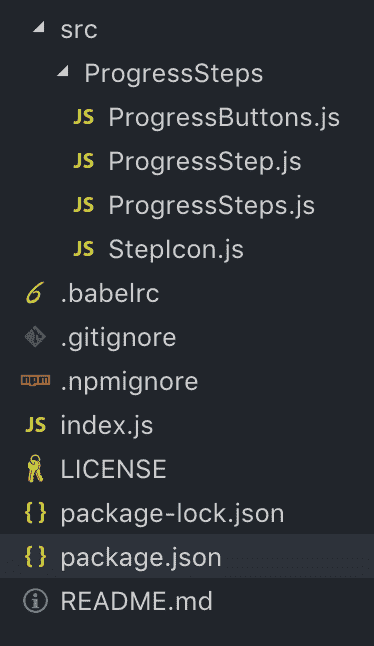 src
ProgressSteps
JS ProgressButtons.js
JS ProgressStep.js
JS ProgressSteps.js
JS StepIcon.js
.babelrc
.gitignore
npm .npmignore
JS index.js
LICENSE
{} package-lock.json
{} package.json
README.md